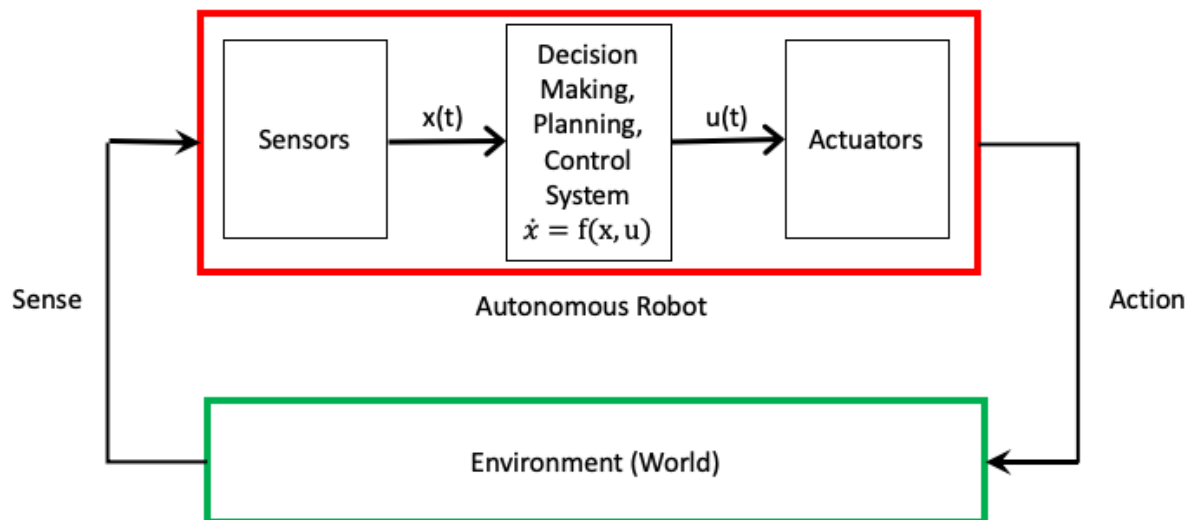 Sensors
x(t)
Decision
Making,
Planning,
Control
System
ẋ = f(x, u)
u(t)
Actuators
Autonomous Robot
Sense
Action
Environment (World)